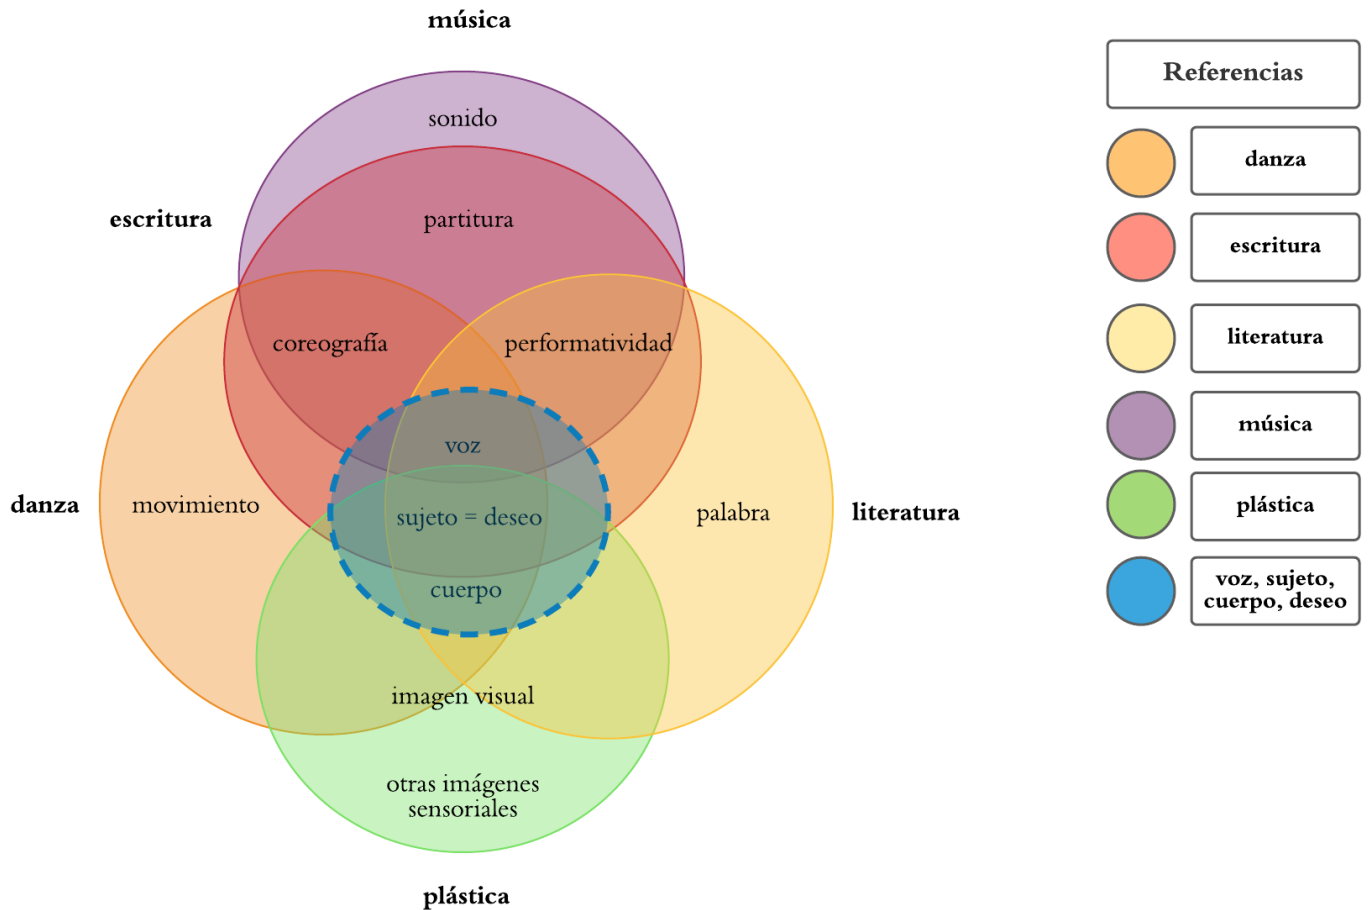 música
sonido
escritura
partitura
coreografía
performatividad
voz
danza
movimiento
sujeto = deseo
palabra
literatura
cuerpo
imagen visual
otras imágenes
sensoriales
plástica
Referencias
danza
escritura
literatura
música
plástica
voz, sujeto,
cuerpo, deseo